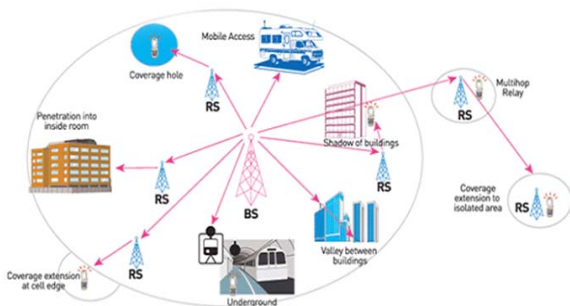 Mobile Access
Coverage hole
RS
Penetration into
inside room
Shadow of buildings
RS
Multihop
Relay
RS
RS
BS
Coverage
extension to
isolated area
RS
RS
Valley between
buildings
Coverage extension
at cell edge
Underground